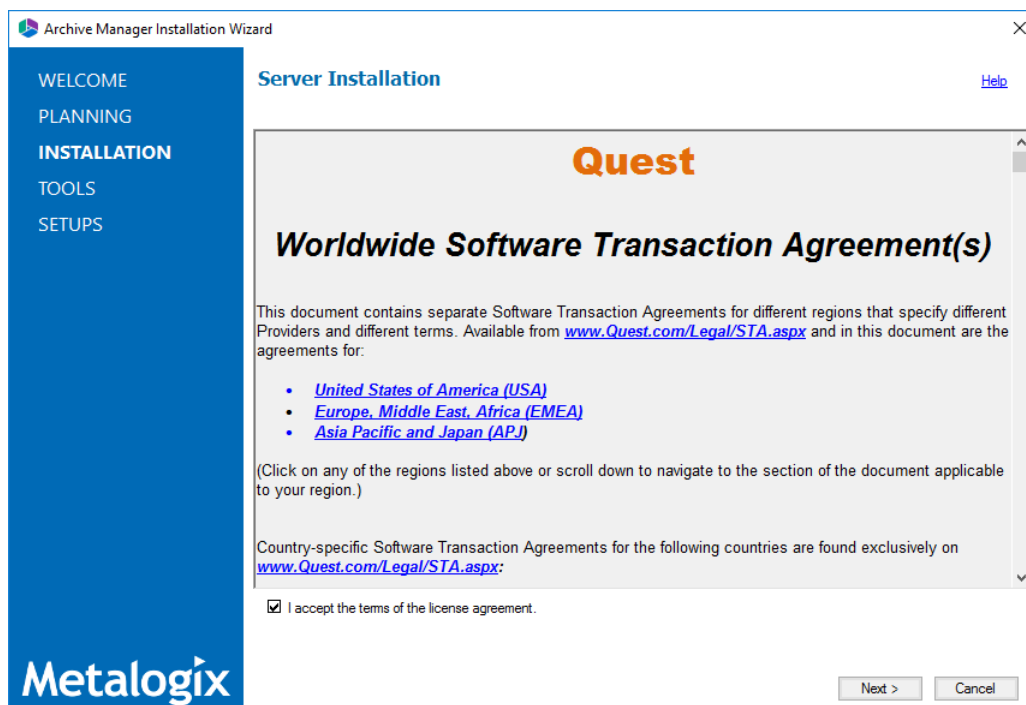 Archive Manager Installation Wizard
WELCOME
PLANNING
INSTALLATION
TOOLS
SETUPS
Server Installation
Help
Quest
Worldwide Software Transaction Agreement(s)
This document contains separate Software Transaction Agreements for different regions that specify different
Providers and different terms. Available from www.Quest.com/Legal/STA.aspx and in this document are the
agreements for:
• United States of America (USA)
• Europe, Middle East, Africa (EMEA)
• Asia Pacific and Japan (APJ)
(Click on any of the regions listed above or scroll down to navigate to the section of the document applicable
to your region.)
Country-specific Software Transaction Agreements for the following countries are found exclusively on
www.Quest.com/Legal/STA.aspx:
I accept the terms of the license agreement.
Metalogix
Next >
Cancel